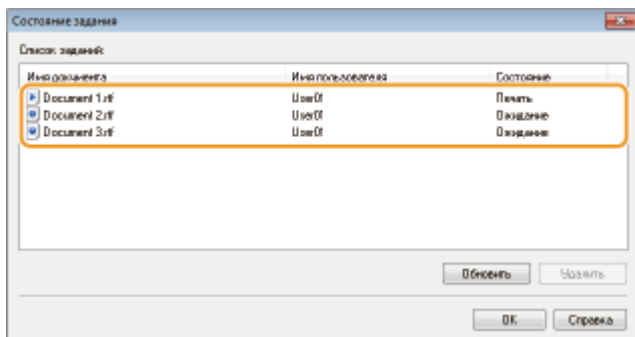 Состояние задания
Список заданий:
Имя документа Имя пользователя Состояние
Document 1.rtf User01 Печать
Document 2.rtf User01 Ожидание
Document 3.rtf User01 Ожидание
Обновить Удалить
OK Справка